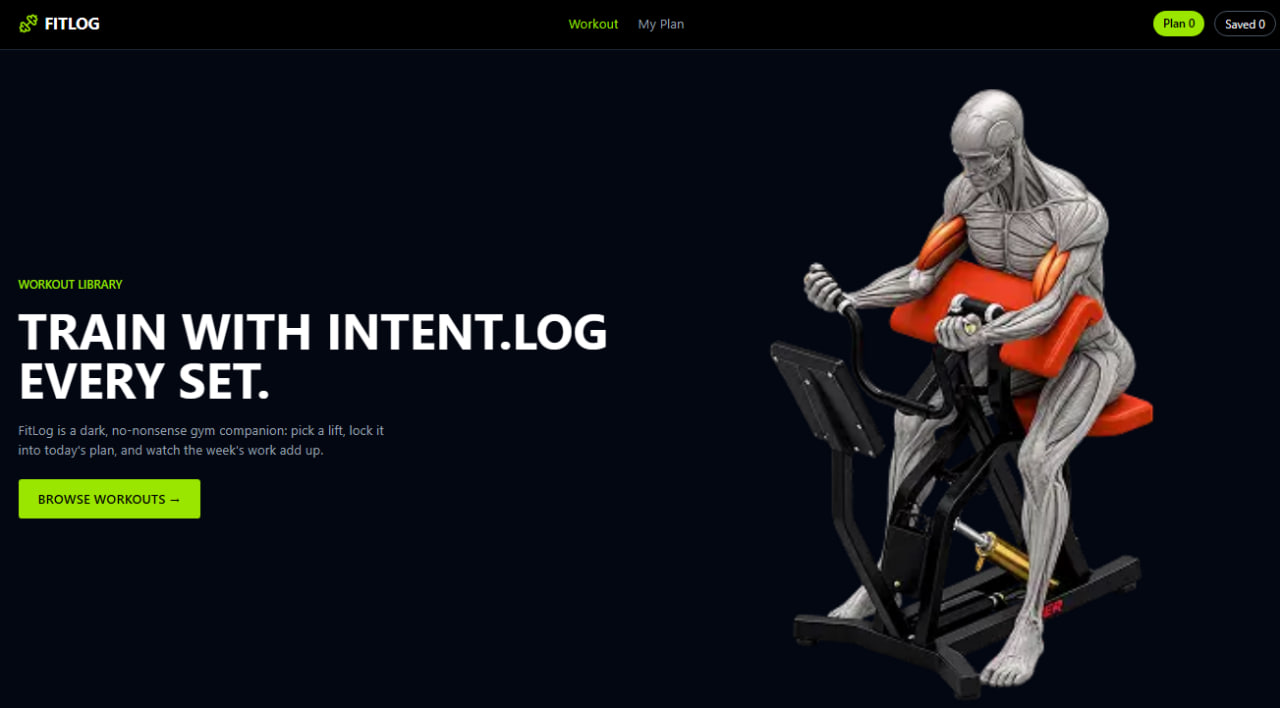 FITLOG
Workout
My Plan
Plan 0
Saved 0
WORKOUT LIBRARY
TRAIN WITH INTENT.LOG
EVERY SET.
FitLog is a dark, no-nonsense gym companion: pick a lift, lock it
into today's plan, and watch the week's work add up.
BROWSE WORKOUTS →